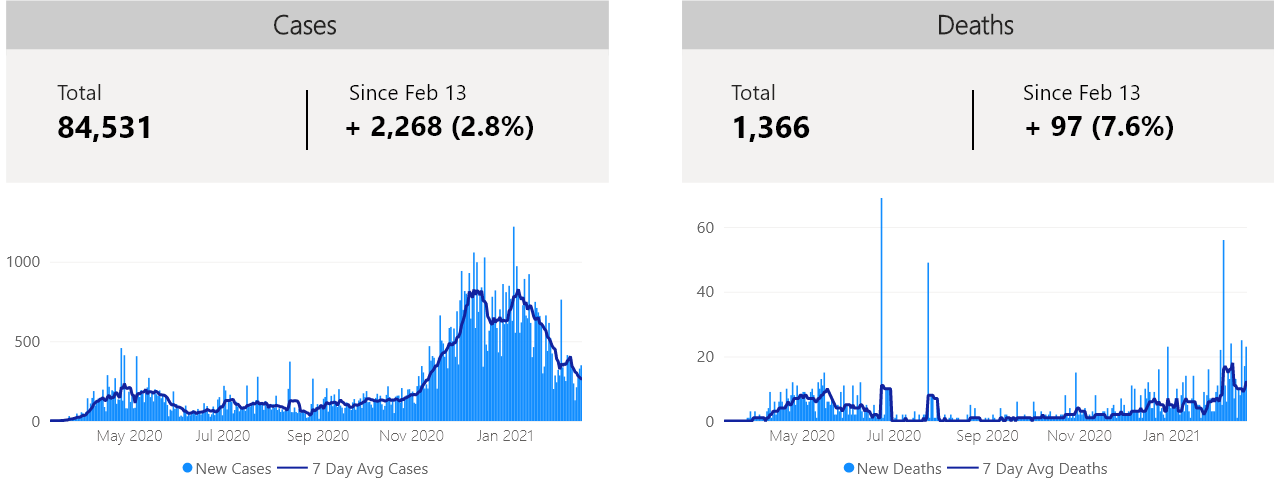 Cases
Total
Since Feb 13
84,531
+ 2,268 (2.8%)
1000
500
0
May 2020
Jul 2020
Sep 2020
Nov 2020
Jan 2021
New Cases
7 Day Avg Cases
Deaths
Total
Since Feb 13
1,366
+ 97 (7.6%)
60
40
20
0
May 2020
Jul 2020
Sep 2020
Nov 2020
Jan 2021
New Deaths
7 Day Avg Deaths